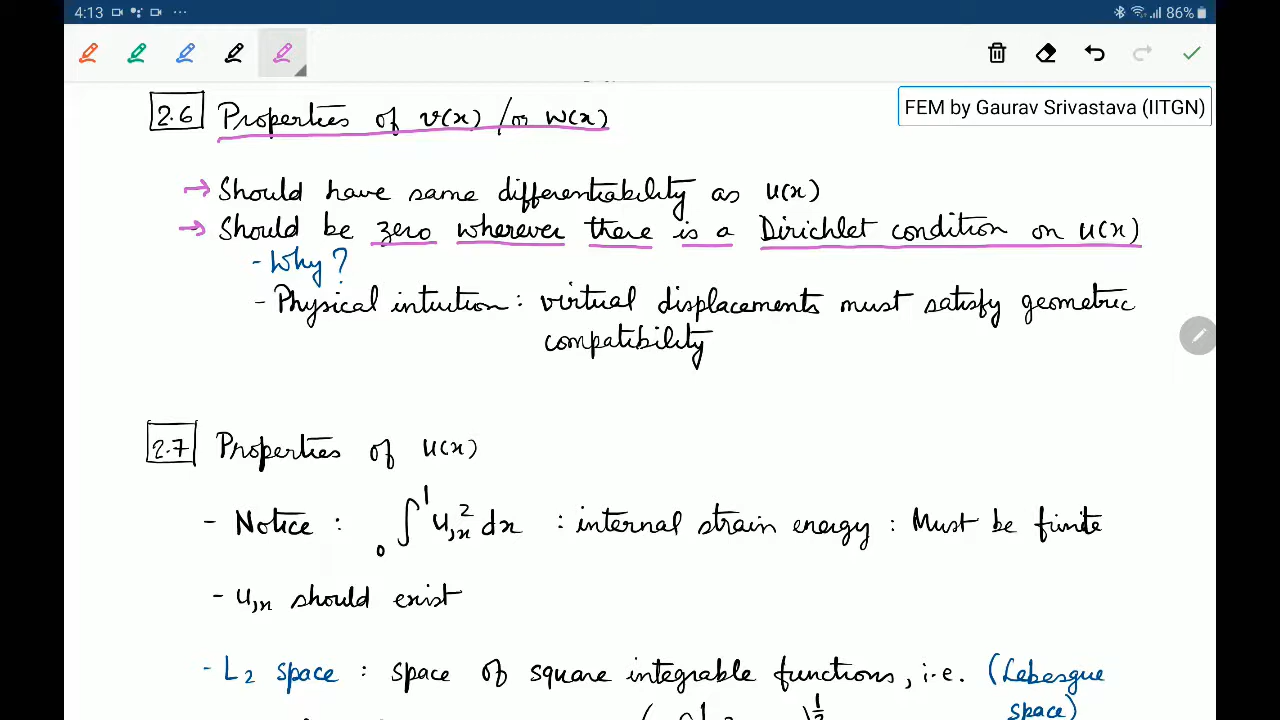 4:13
86%
FEM by Gaurav Srivastava (IITGN)
2.6 Properties of v(x) /or w(x)
→ Should have same differentiability as u(x)
→ Should be zero wherever there is a Dirichlet condition on u(x)
- Why?
- Physical intuition : virtual displacements must satisfy geometric
compatibility
2.7 Properties of u(x)
- Notice : ∫₀¹ u,ₓ² dx : internal strain energy : Must be finite
- u,ₓ should exist
- L₂ space : space of square integrable functions, i.e. (Lebesgue
space)